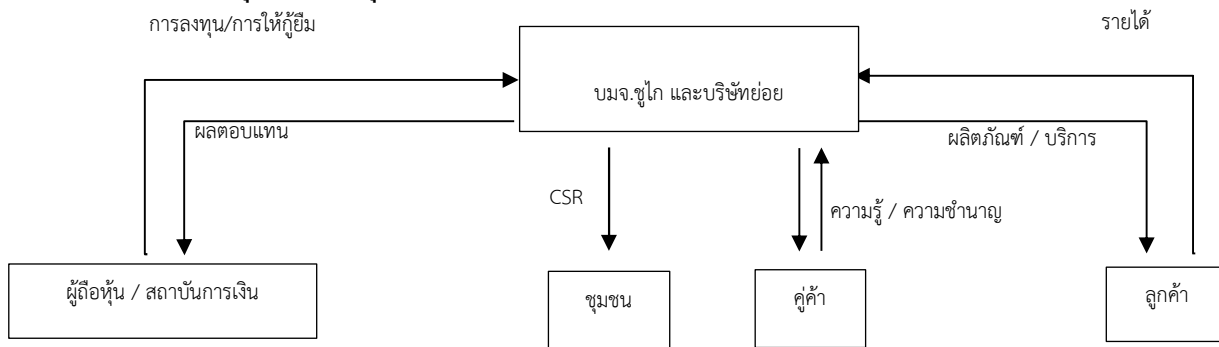 การลงทุน/การให้กู้ยืม
รายได้
บมจ.ชูไก และบริษัทย่อย
ผลตอบแทน
ผลิตภัณฑ์ / บริการ
CSR
ความรู้ / ความชำนาญ
ผู้ถือหุ้น / สถาบันการเงิน
ชุมชน
คู่ค้า
ลูกค้า